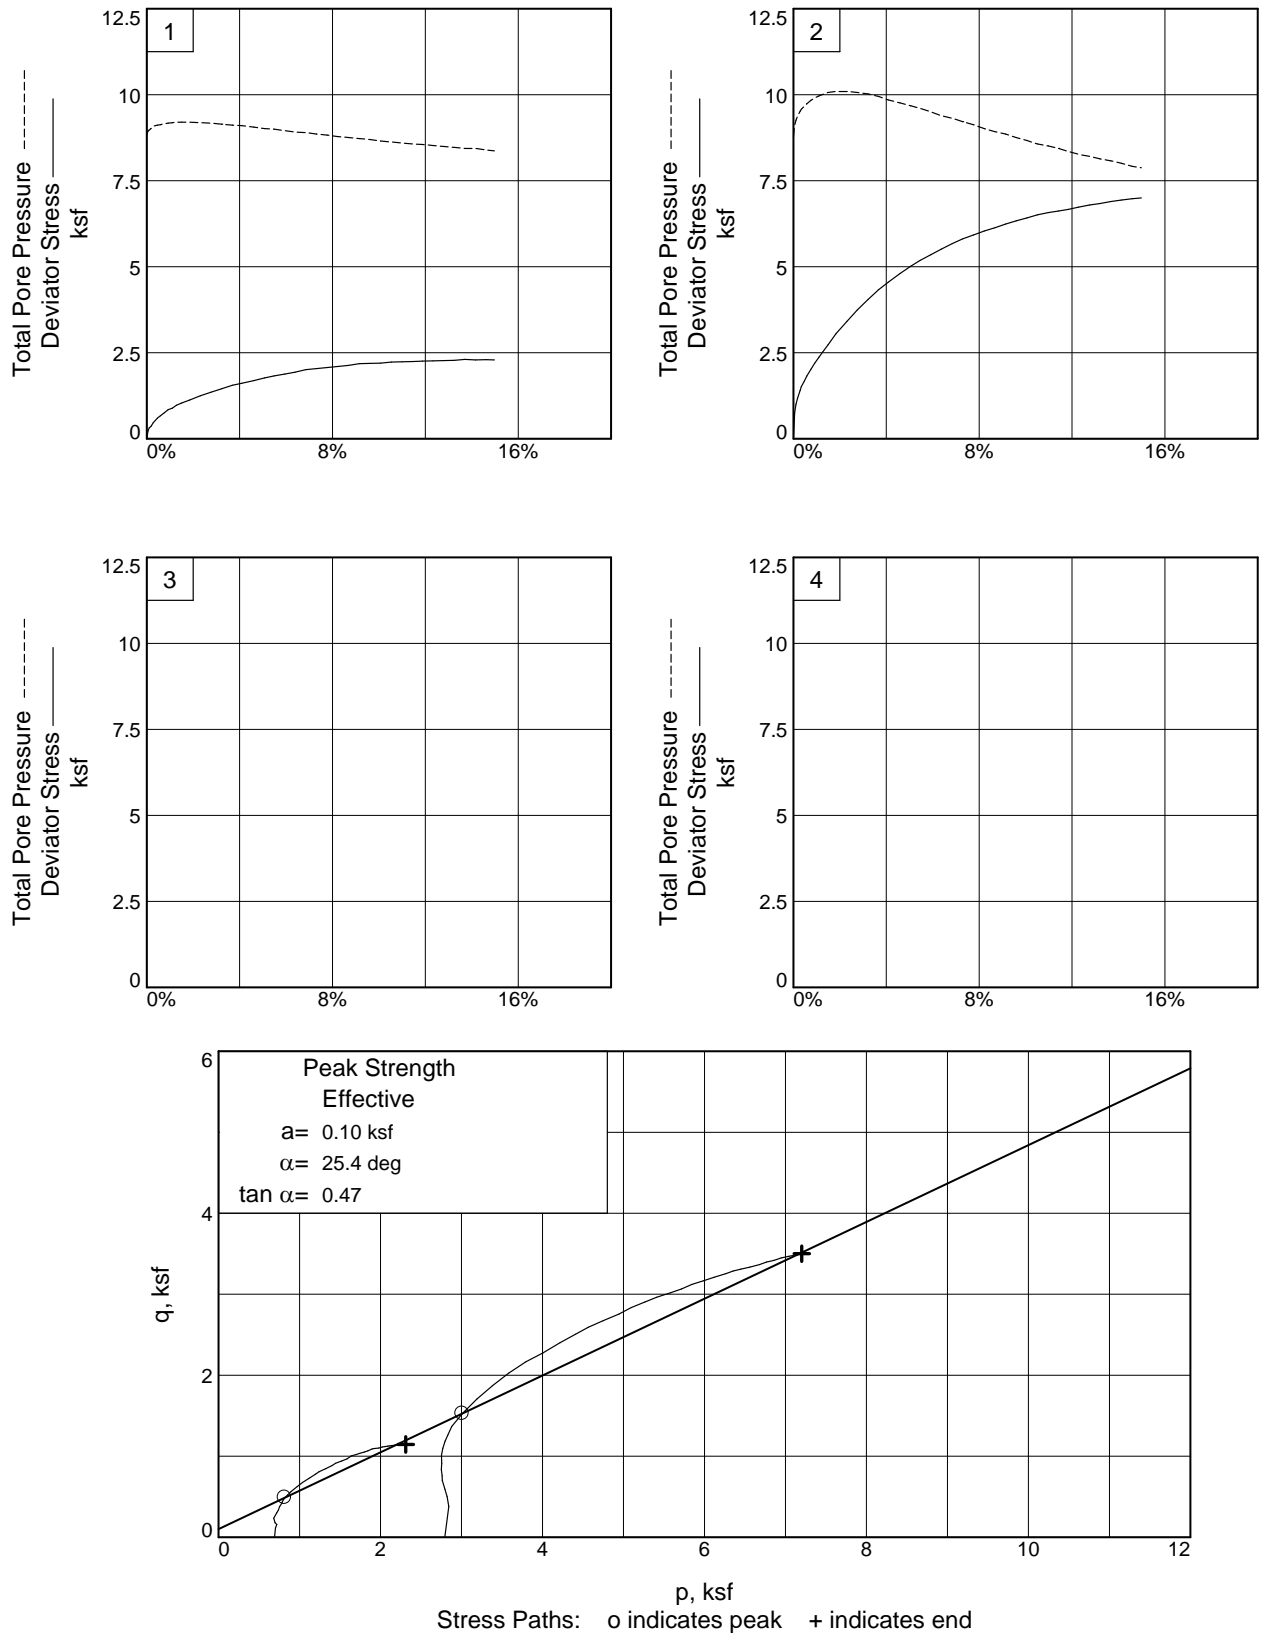 12.5
1
10
7.5
5
2.5
0
0%
8%
16%
Total Pore Pressure
Deviator Stress
ksf
12.5
2
10
7.5
5
2.5
0
0%
8%
16%
Total Pore Pressure
Deviator Stress
ksf
12.5
3
10
7.5
5
2.5
0
0%
8%
16%
Total Pore Pressure
Deviator Stress
ksf
12.5
4
10
7.5
5
2.5
0
0%
8%
16%
Total Pore Pressure
Deviator Stress
ksf
Peak Strength
Effective
a= 0.10 ksf
α= 25.4 deg
tan α= 0.47
6
4
2
0
q, ksf
0
2
4
6
8
10
12
p, ksf
Stress Paths: o indicates peak + indicates end